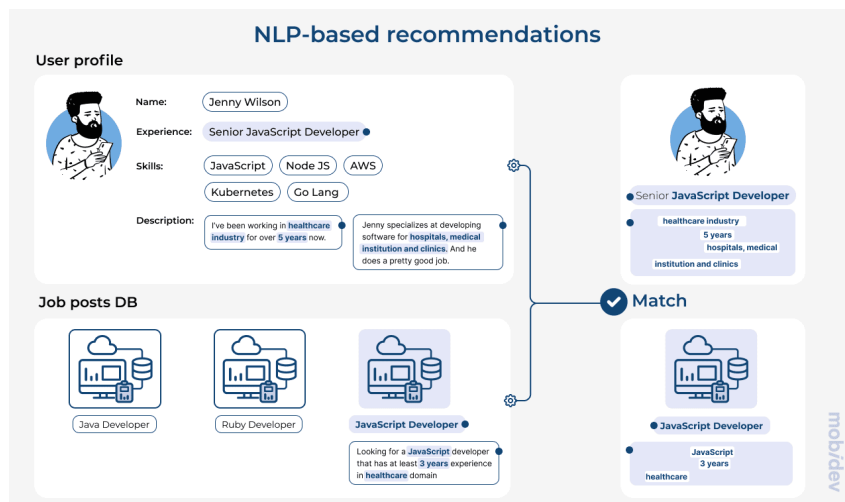 NLP-based recommendations
User profile
Name:
Jenny Wilson
Experience:
Senior JavaScript Developer
Skills:
JavaScript
Node JS
AWS
Kubernetes
Go Lang
Description:
I've been working in healthcare
industry for over 5 years now.
Jenny specializes at developing
software for hospitals, medical
institution and clinics. And he
does a pretty good job.
Senior JavaScript Developer
healthcare industry
5 years
hospitals, medical
institution and clinics
Match
Job posts DB
Java Developer
Ruby Developer
JavaScript Developer
Looking for a JavaScript developer
that has at least 3 years experience
in healthcare domain
JavaScript Developer
JavaScript
3 years
healthcare
mobidev